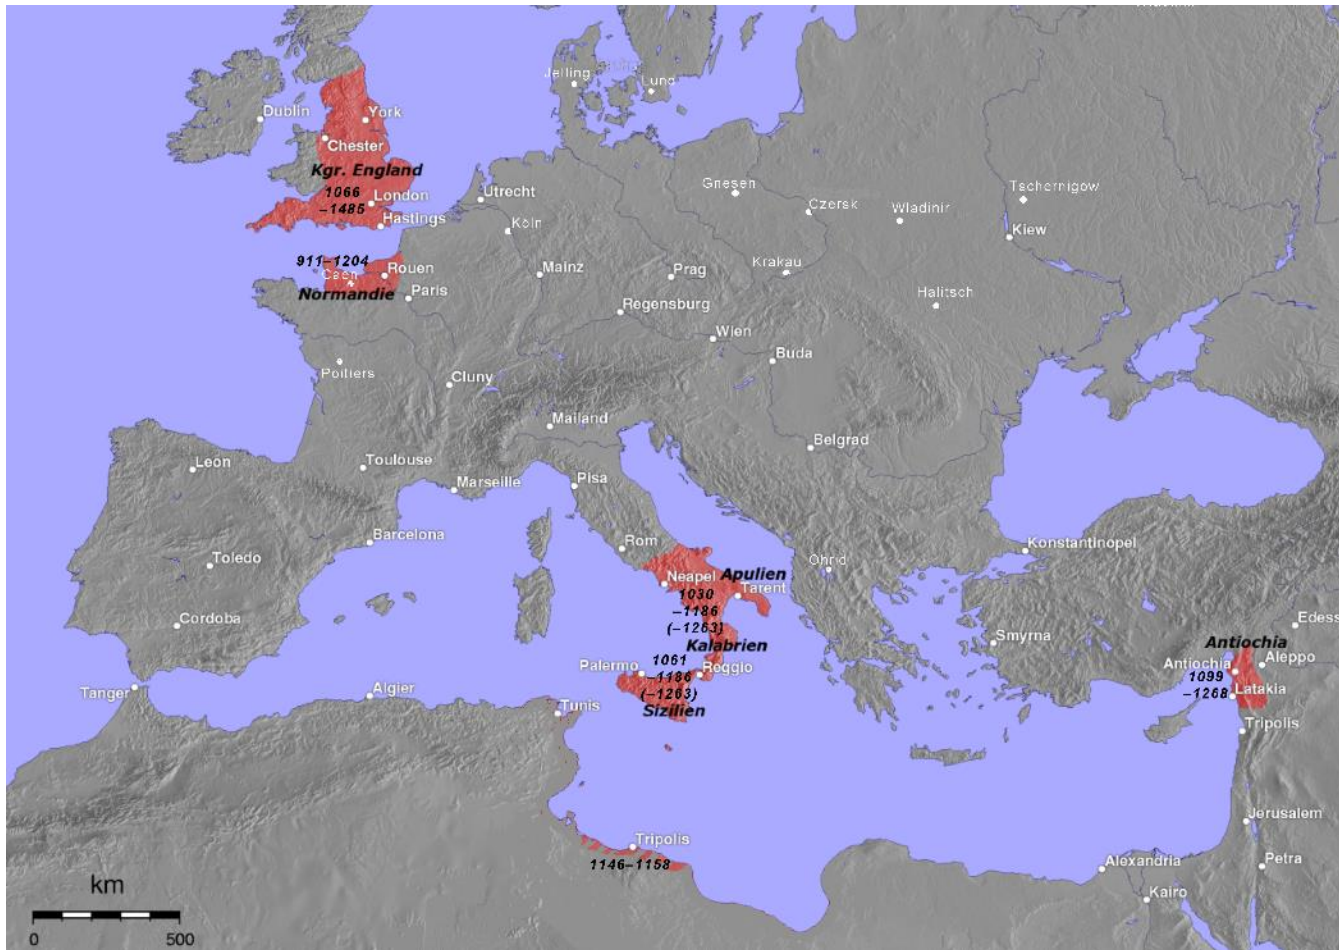 Jelling
Lund
Dublin
York
Chester
Kgr. England
1066
–1485
London
Hastings
Utrecht
Gnesen
Czersk
Wladinir
Tschernigow
Kiew
Köln
911–1204
Caen
Rouen
Normandie
Paris
Mainz
Prag
Krakau
Halitsch
Regensburg
Wien
Buda
Poitiers
Cluny
Mailand
Belgrad
Leon
Toulouse
Marseille
Pisa
Barcelona
Toledo
Rom
Konstantinopel
Ohrid
Neapel
Apulien
Tarent
1030
–1186
(–1263)
Cordoba
Kalabrien
Smyrna
Edess
Antiochia
Palermo
1061
–1186
(–1263)
Reggio
Sizilien
Antiochia
Aleppo
1099
–1268
Latakia
Tanger
Algier
Tunis
Tripolis
Tripolis
1146–1158
Jerusalem
Alexandria
Petra
Kairo
km
0
500